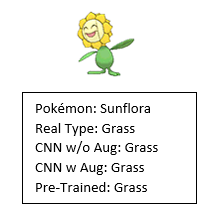 Pokémon: Sunflora
Real Type: Grass
CNN w/o Aug: Grass
CNN w Aug: Grass
Pre-Trained: Grass